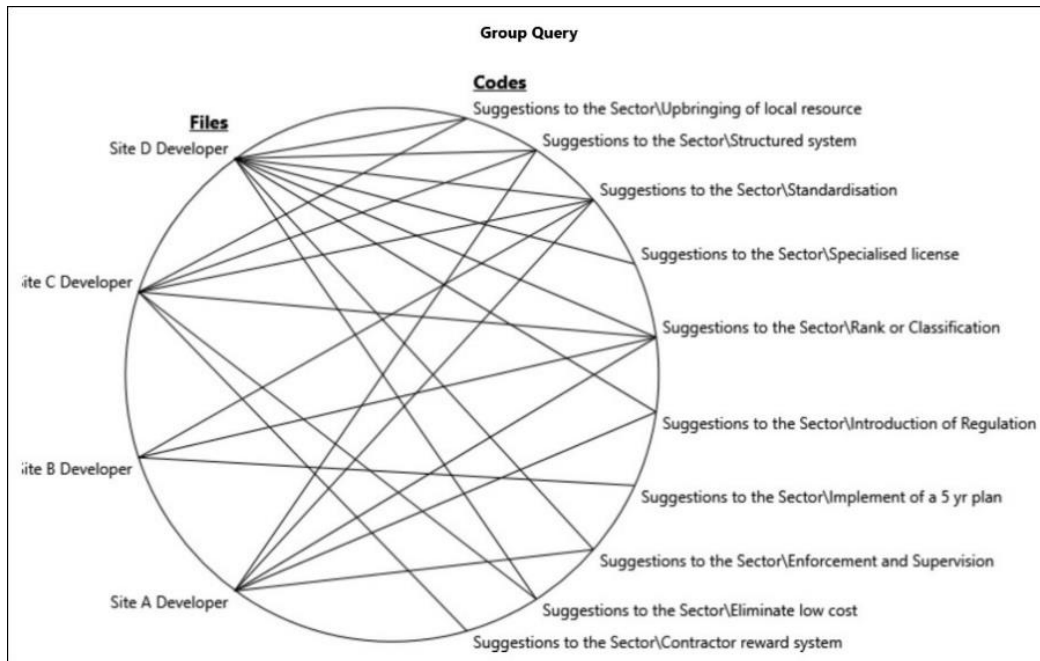 Group Query
Codes
Files
Suggestions to the Sector\Upbringing of local resource
Site D Developer
Suggestions to the Sector\Structured system
Suggestions to the Sector\Standardisation
Suggestions to the Sector\Specialised license
ite C Developer
Suggestions to the Sector\Rank or Classification
Suggestions to the Sector\Introduction of Regulation
ite B Developer
Suggestions to the Sector\Implement of a 5 yr plan
Suggestions to the Sector\Enforcement and Supervision
Site A Developer
Suggestions to the Sector\Eliminate low cost
Suggestions to the Sector\Contractor reward system